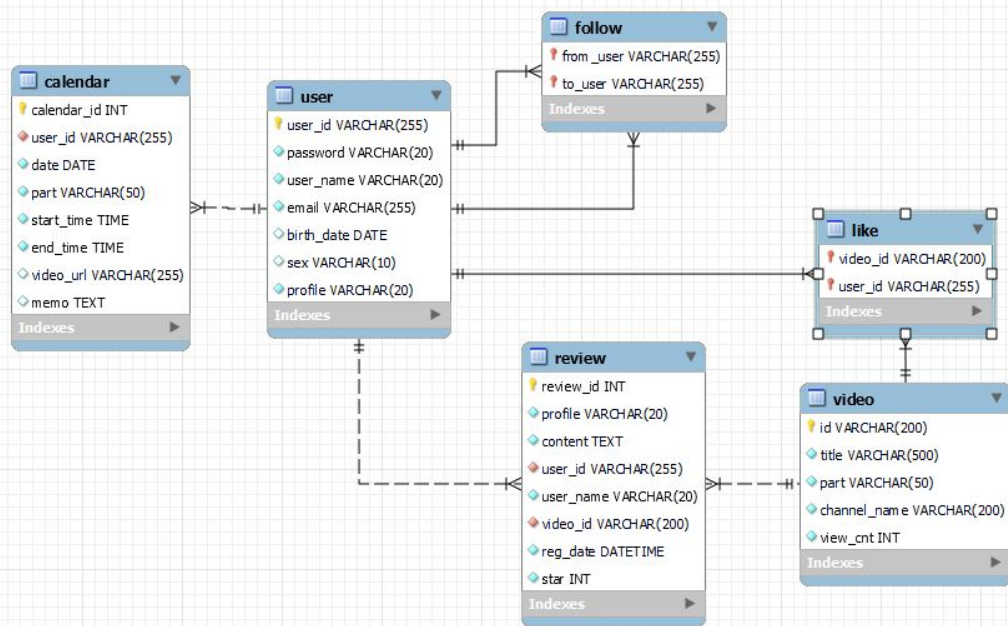 follow
from _user VARCHAR(255)
to_user VARCHAR(255)
Indexes
calendar
calendar_id INT
user_id VARCHAR(255)
date DATE
part VARCHAR(50)
start_time TIME
end_time TIME
video_url VARCHAR(255)
memo TEXT
Indexes
user
user_id VARCHAR(255)
password VARCHAR(20)
user_name VARCHAR(20)
email VARCHAR(255)
birth_date DATE
sex VARCHAR(10)
profile VARCHAR(20)
Indexes
like
video_id VARCHAR(200)
user_id VARCHAR(255)
Indexes
review
review_id INT
profile VARCHAR(20)
content TEXT
user_id VARCHAR(255)
user_name VARCHAR(20)
video_id VARCHAR(200)
reg_date DATETIME
star INT
Indexes
video
id VARCHAR(200)
title VARCHAR(500)
part VARCHAR(50)
channel_name VARCHAR(200)
view_cnt INT
Indexes